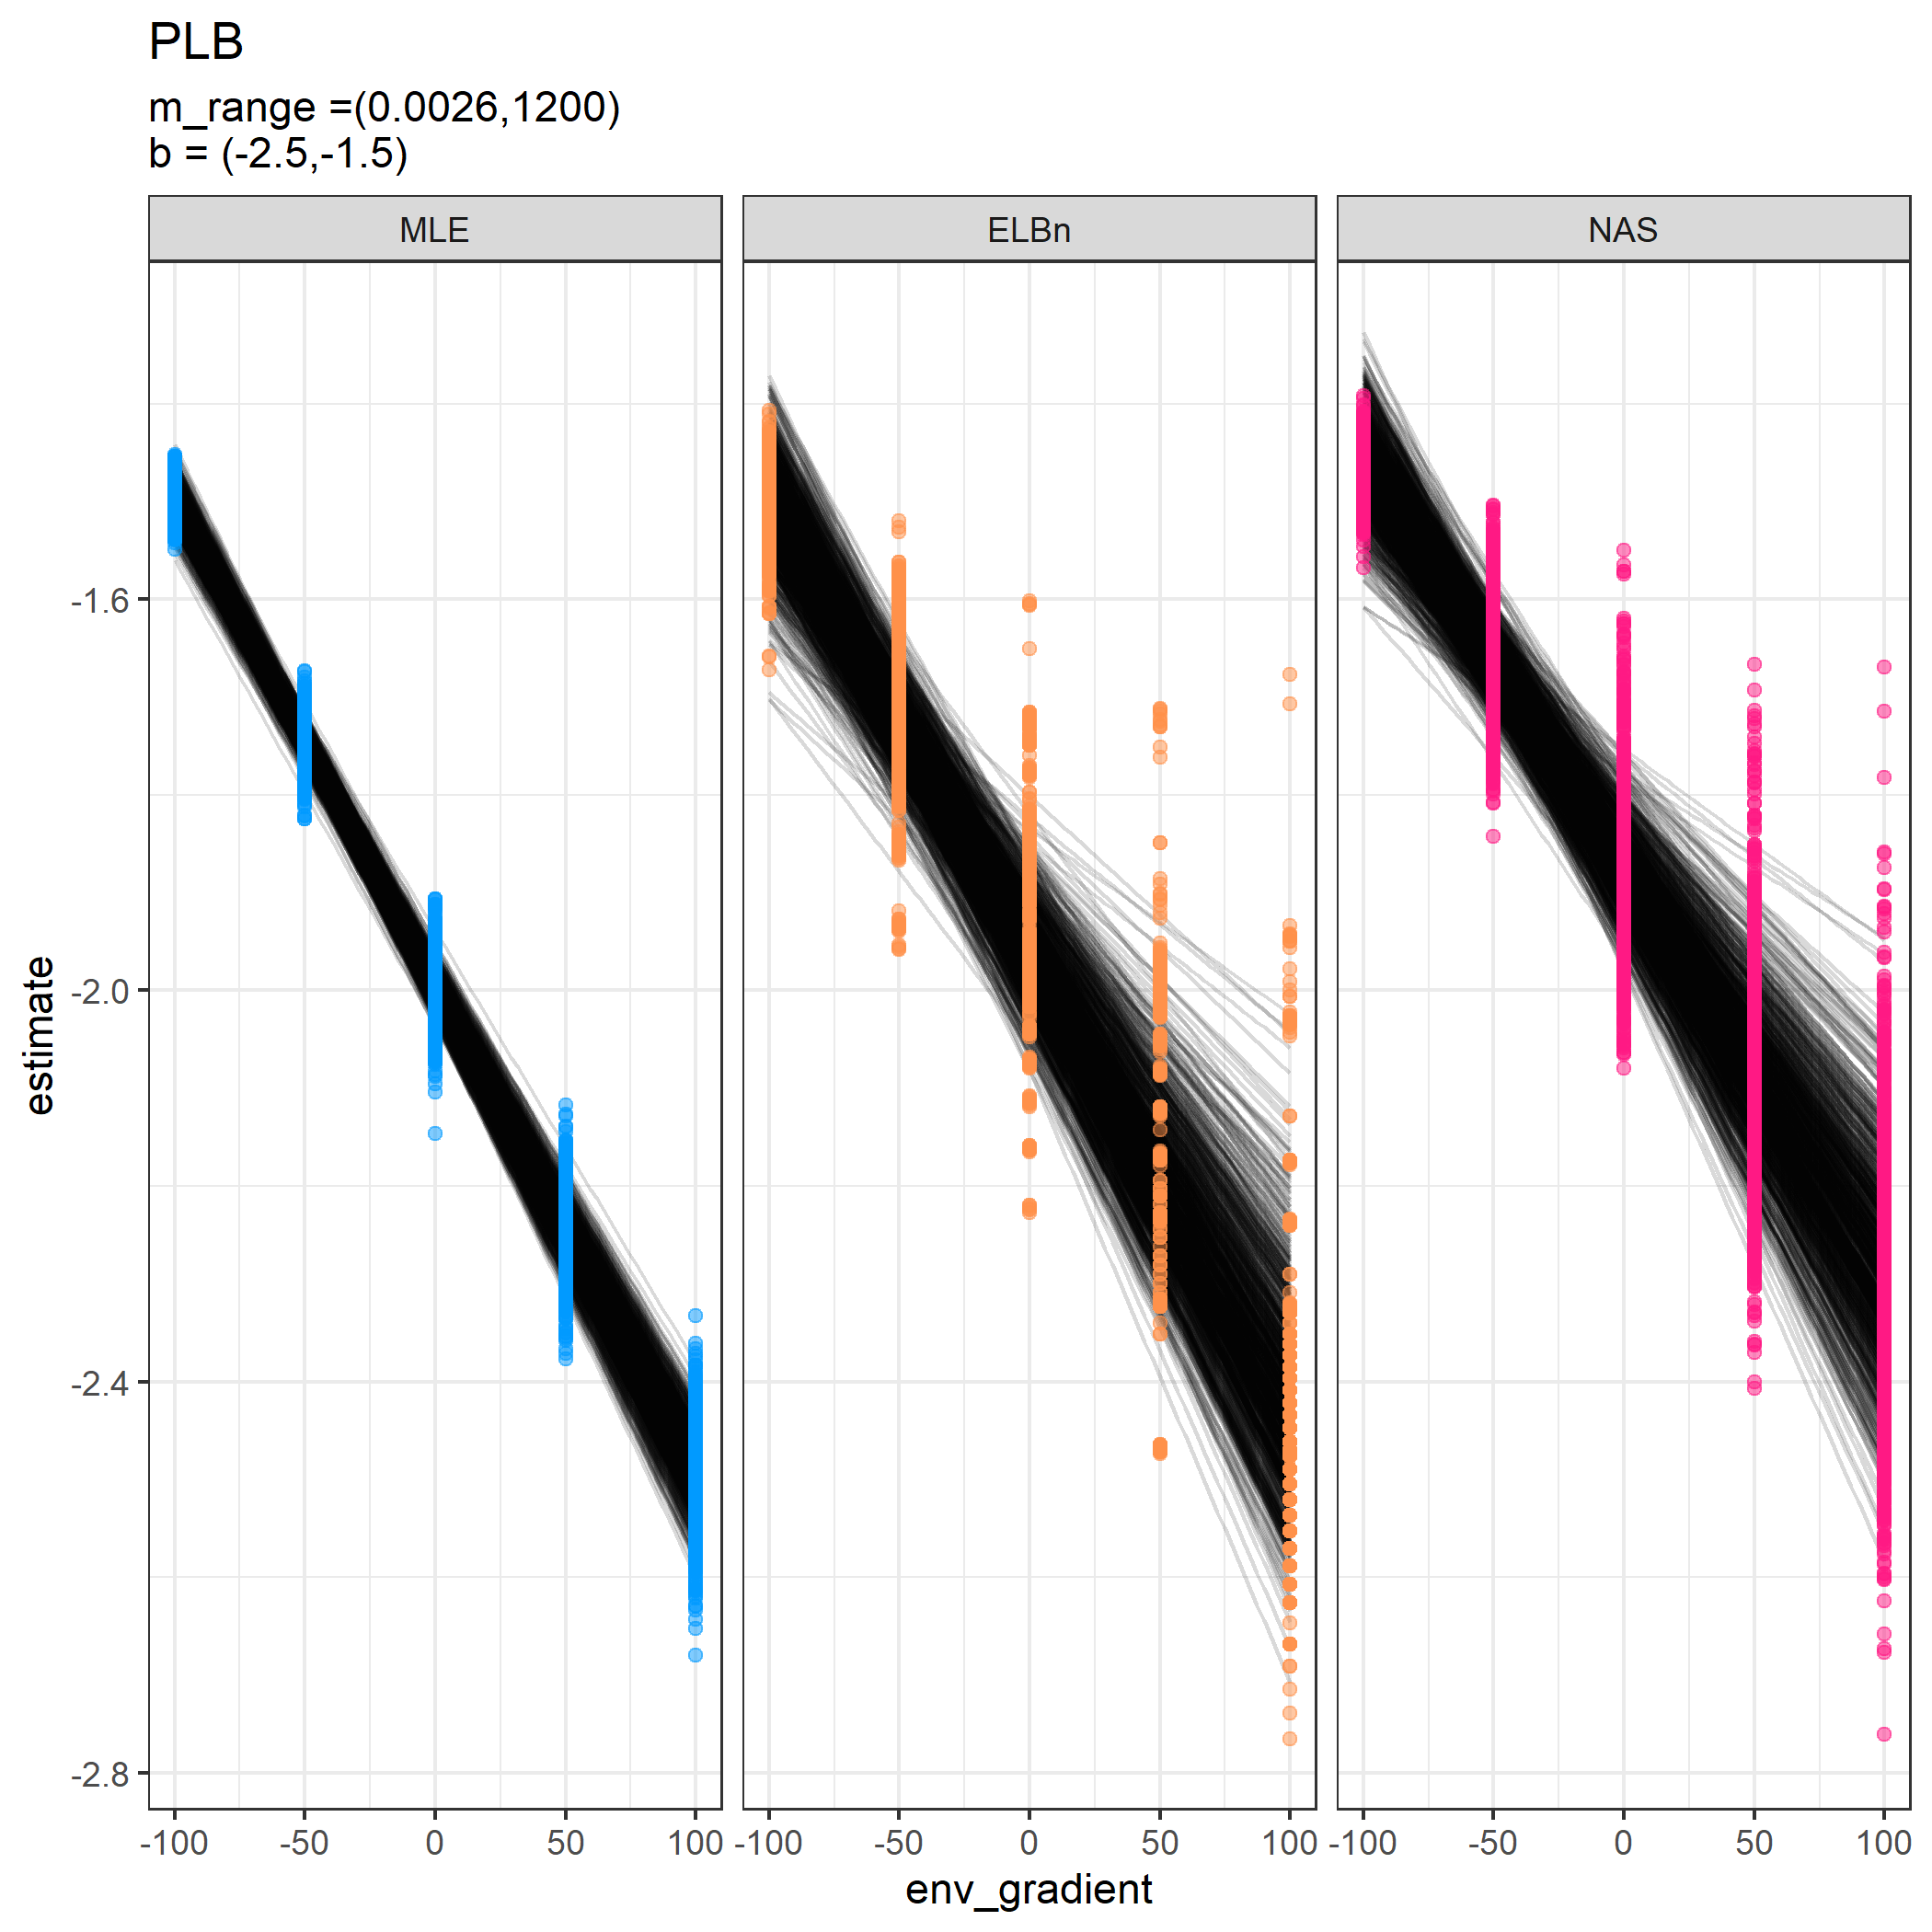 PLB
m_range =(0.0026,1200)
b = (-2.5,-1.5)
MLE ELBn NAS
-1.6
-2.0
-2.4
-2.8
estimate
-100 -50 0 50 100 -100 -50 0 50 100 -100 -50 0 50 100
env_gradient